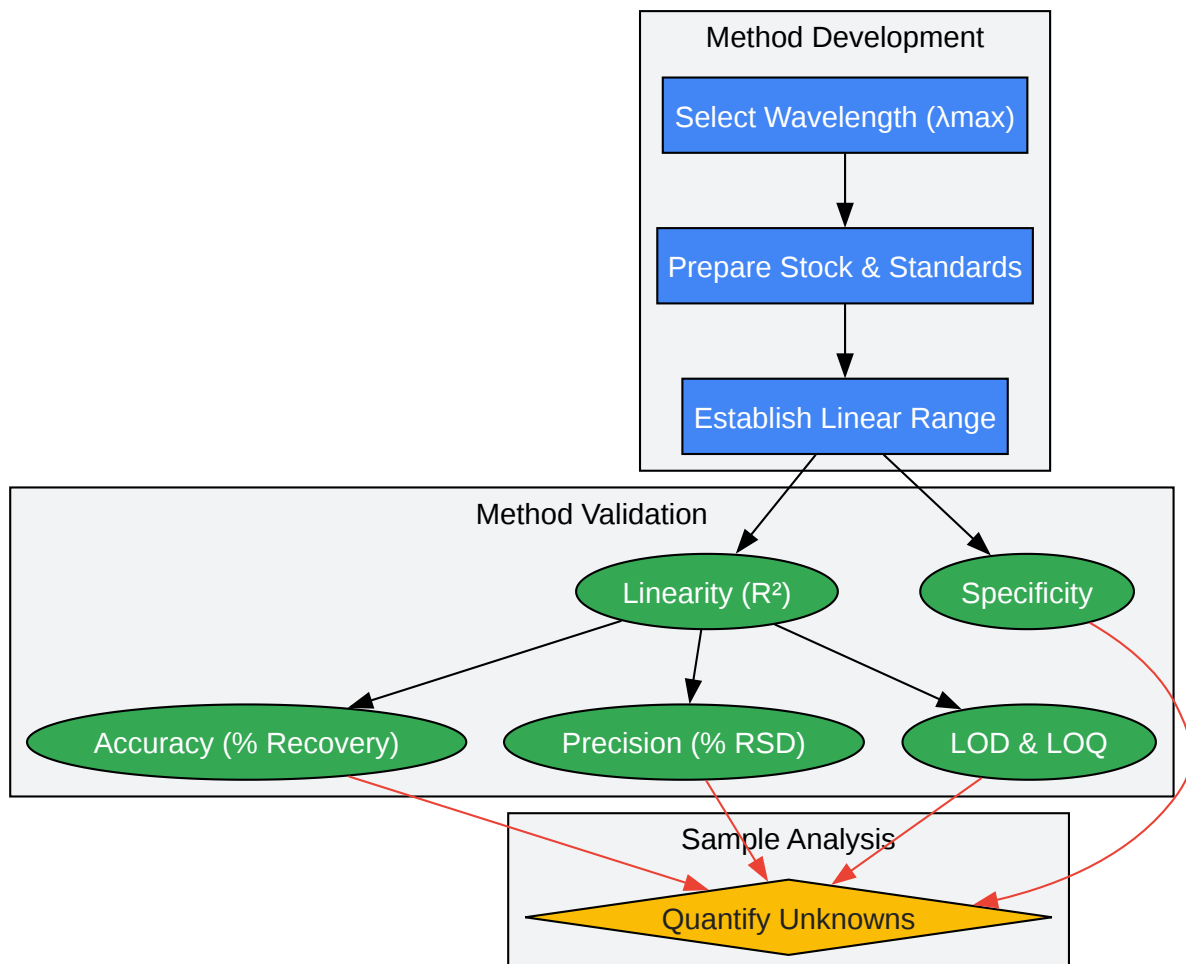 Method Development
Select Wavelength (λmax)
Prepare Stock & Standards
Establish Linear Range
Method Validation
Linearity (R²)
Specificity
Accuracy (% Recovery)
Precision (% RSD)
LOD & LOQ
Sample Analysis
Quantify Unknowns